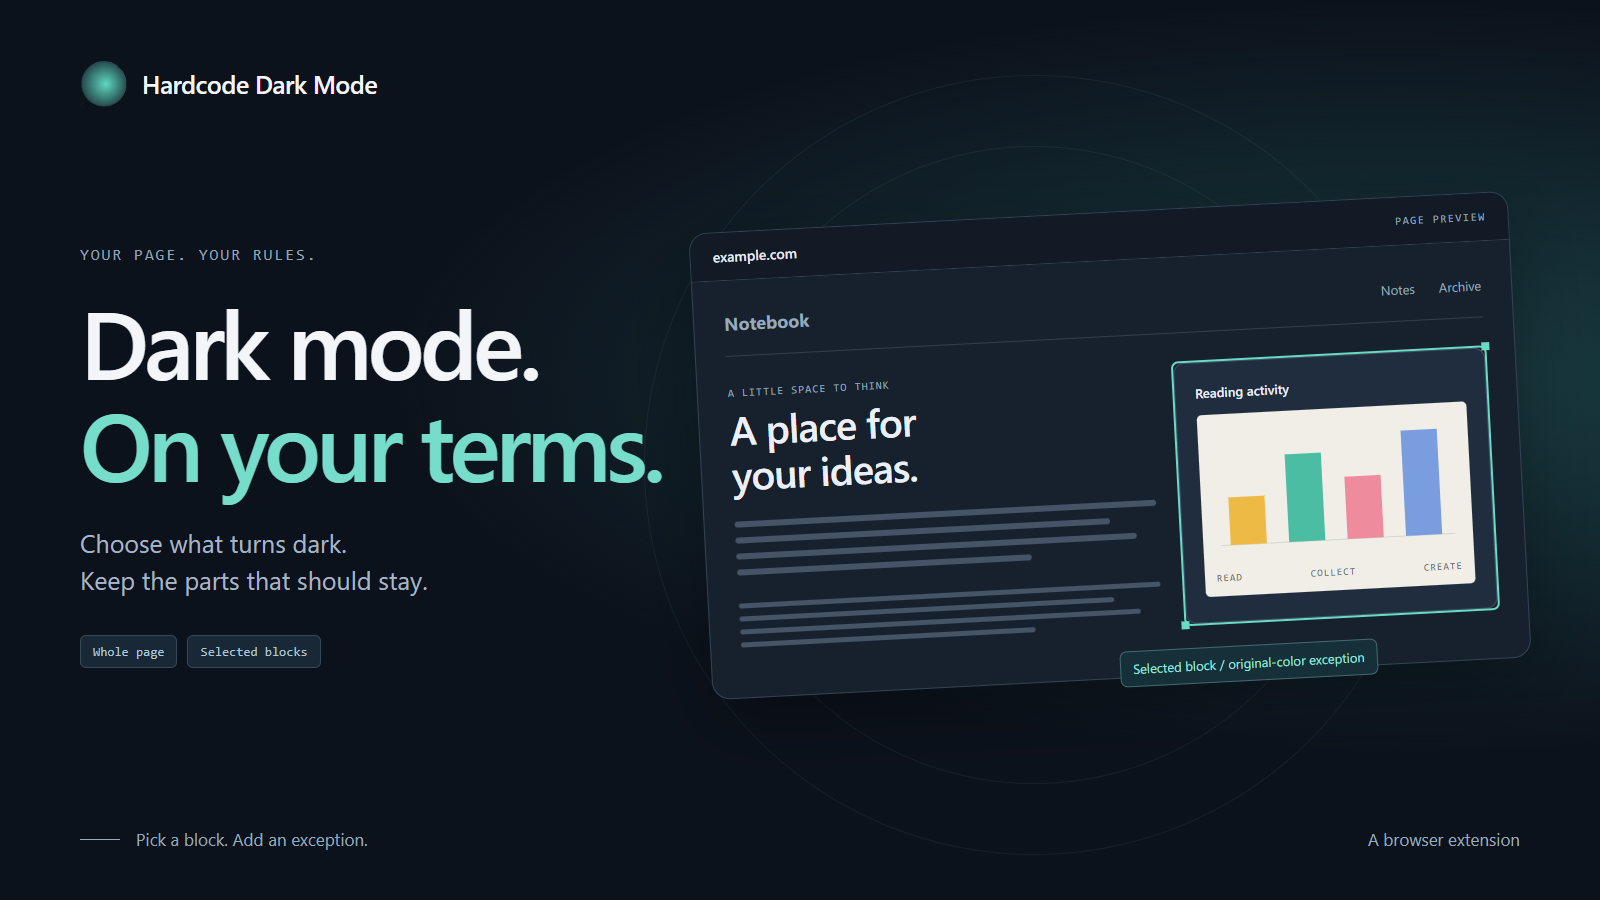 Hardcode Dark Mode
YOUR PAGE. YOUR RULES.
Dark mode.
On your terms.
Choose what turns dark.
Keep the parts that should stay.
Whole page
Selected blocks
example.com
PAGE PREVIEW
Notebook
Notes
Archive
A LITTLE SPACE TO THINK
A place for
your ideas.
Reading activity
READ
COLLECT
CREATE
Selected block / original-color exception
Pick a block. Add an exception.
A browser extension